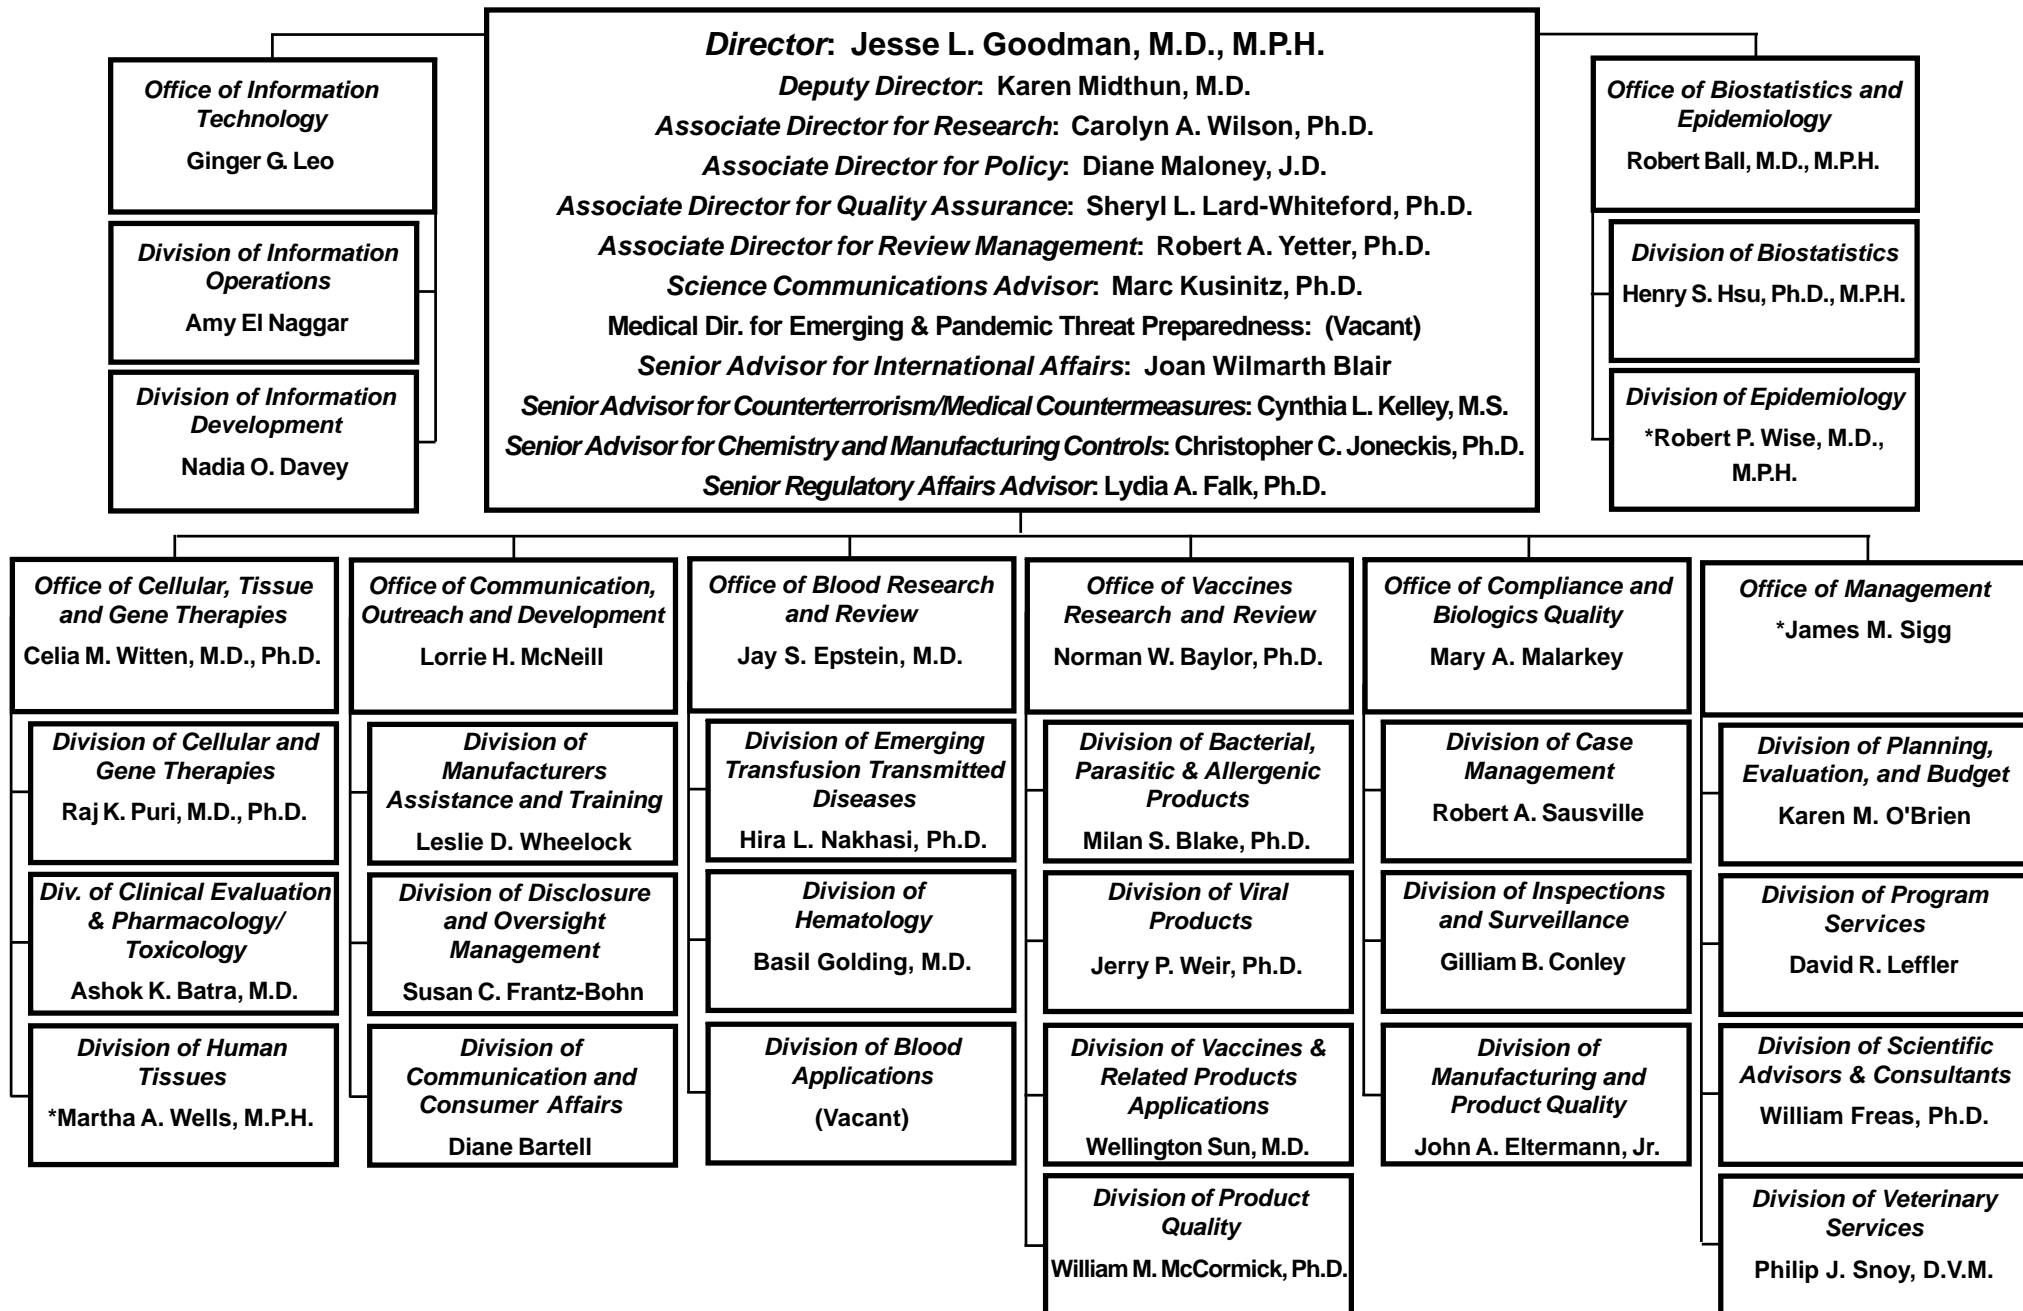 Director: Jesse L. Goodman, M.D., M.P.H.
Deputy Director: Karen Midthun, M.D.
Associate Director for Research: Carolyn A. Wilson, Ph.D.
Associate Director for Policy: Diane Maloney, J.D.
Associate Director for Quality Assurance: Sheryl L. Lard-Whiteford, Ph.D.
Associate Director for Review Management: Robert A. Yetter, Ph.D.
Science Communications Advisor: Marc Kusinitz, Ph.D.
Medical Dir. for Emerging & Pandemic Threat Preparedness: (Vacant)
Senior Advisor for International Affairs: Joan Wilmarth Blair
Senior Advisor for Counterterrorism/Medical Countermeasures: Cynthia L. Kelley, M.S.
Senior Advisor for Chemistry and Manufacturing Controls: Christopher C. Joneckis, Ph.D.
Senior Regulatory Affairs Advisor: Lydia A. Falk, Ph.D.
Office of Information
Technology
Ginger G. Leo
Division of Information
Operations
Amy El Naggar
Division of Information
Development
Nadia O. Davey
Office of Biostatistics and
Epidemiology
Robert Ball, M.D., M.P.H.
Division of Biostatistics
Henry S. Hsu, Ph.D., M.P.H.
Division of Epidemiology
*Robert P. Wise, M.D.,
M.P.H.
Office of Cellular, Tissue
and Gene Therapies
Celia M. Witten, M.D., Ph.D.
Division of Cellular and
Gene Therapies
Raj K. Puri, M.D., Ph.D.
Div. of Clinical Evaluation
& Pharmacology/
Toxicology
Ashok K. Batra, M.D.
Division of Human
Tissues
*Martha A. Wells, M.P.H.
Office of Communication,
Outreach and Development
Lorrie H. McNeill
Division of
Manufacturers
Assistance and Training
Leslie D. Wheelock
Division of Disclosure
and Oversight
Management
Susan C. Frantz-Bohn
Division of
Communication and
Consumer Affairs
Diane Bartell
Office of Blood Research
and Review
Jay S. Epstein, M.D.
Division of Emerging
Transfusion Transmitted
Diseases
Hira L. Nakhasi, Ph.D.
Division of
Hematology
Basil Golding, M.D.
Division of Blood
Applications
(Vacant)
Office of Vaccines
Research and Review
Norman W. Baylor, Ph.D.
Division of Bacterial,
Parasitic & Allergenic
Products
Milan S. Blake, Ph.D.
Division of Viral
Products
Jerry P. Weir, Ph.D.
Division of Vaccines &
Related Products
Applications
Wellington Sun, M.D.
Division of Product
Quality
William M. McCormick, Ph.D.
Office of Compliance and
Biologics Quality
Mary A. Malarkey
Division of Case
Management
Robert A. Sausville
Division of Inspections
and Surveillance
Gilliam B. Conley
Division of
Manufacturing and
Product Quality
John A. Eltermann, Jr.
Office of Management
*James M. Sigg
Division of Planning,
Evaluation, and Budget
Karen M. O'Brien
Division of Program
Services
David R. Leffler
Division of Scientific
Advisors & Consultants
William Freas, Ph.D.
Division of Veterinary
Services
Philip J. Snoy, D.V.M.